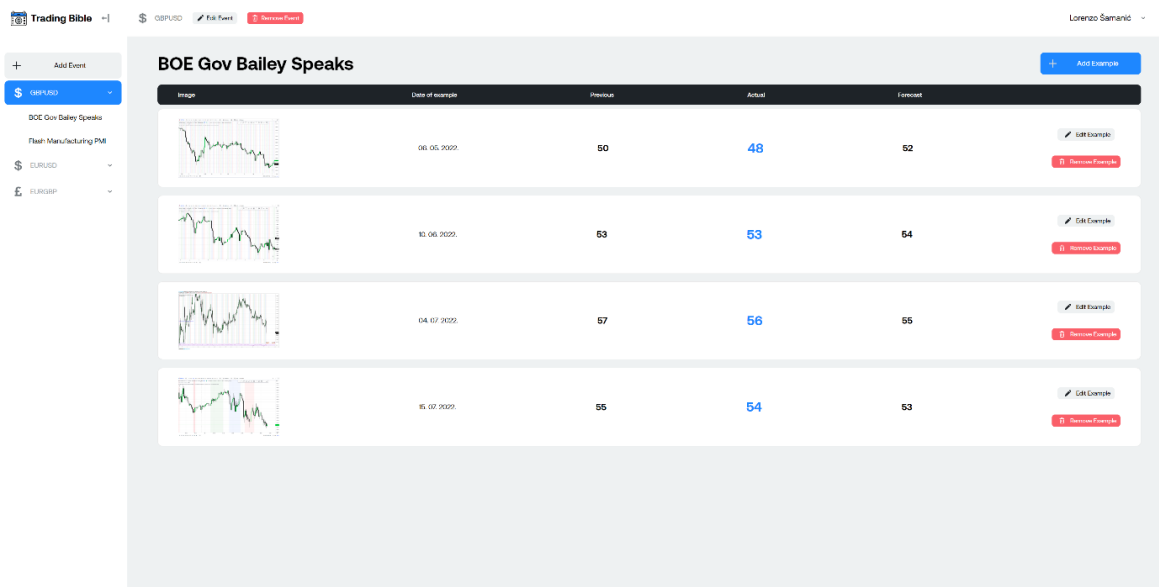 Trading Bible
$ GBPUSD Edit Event Remove Event
Lorenzo Šamanić
+ Add Event
$ GBPUSD
BOE Gov Bailey Speaks
Flash Manufacturing PMI
$ EURUSD
£ EURGBP
BOE Gov Bailey Speaks
+ Add Example
Image Date of example Previous Actual Forecast
06. 05. 2022. 50 48 52
Edit Example
Remove Example
10. 06. 2022. 53 53 54
Edit Example
Remove Example
04. 07. 2022. 57 56 55
Edit Example
Remove Example
15. 07. 2022. 55 54 53
Edit Example
Remove Example